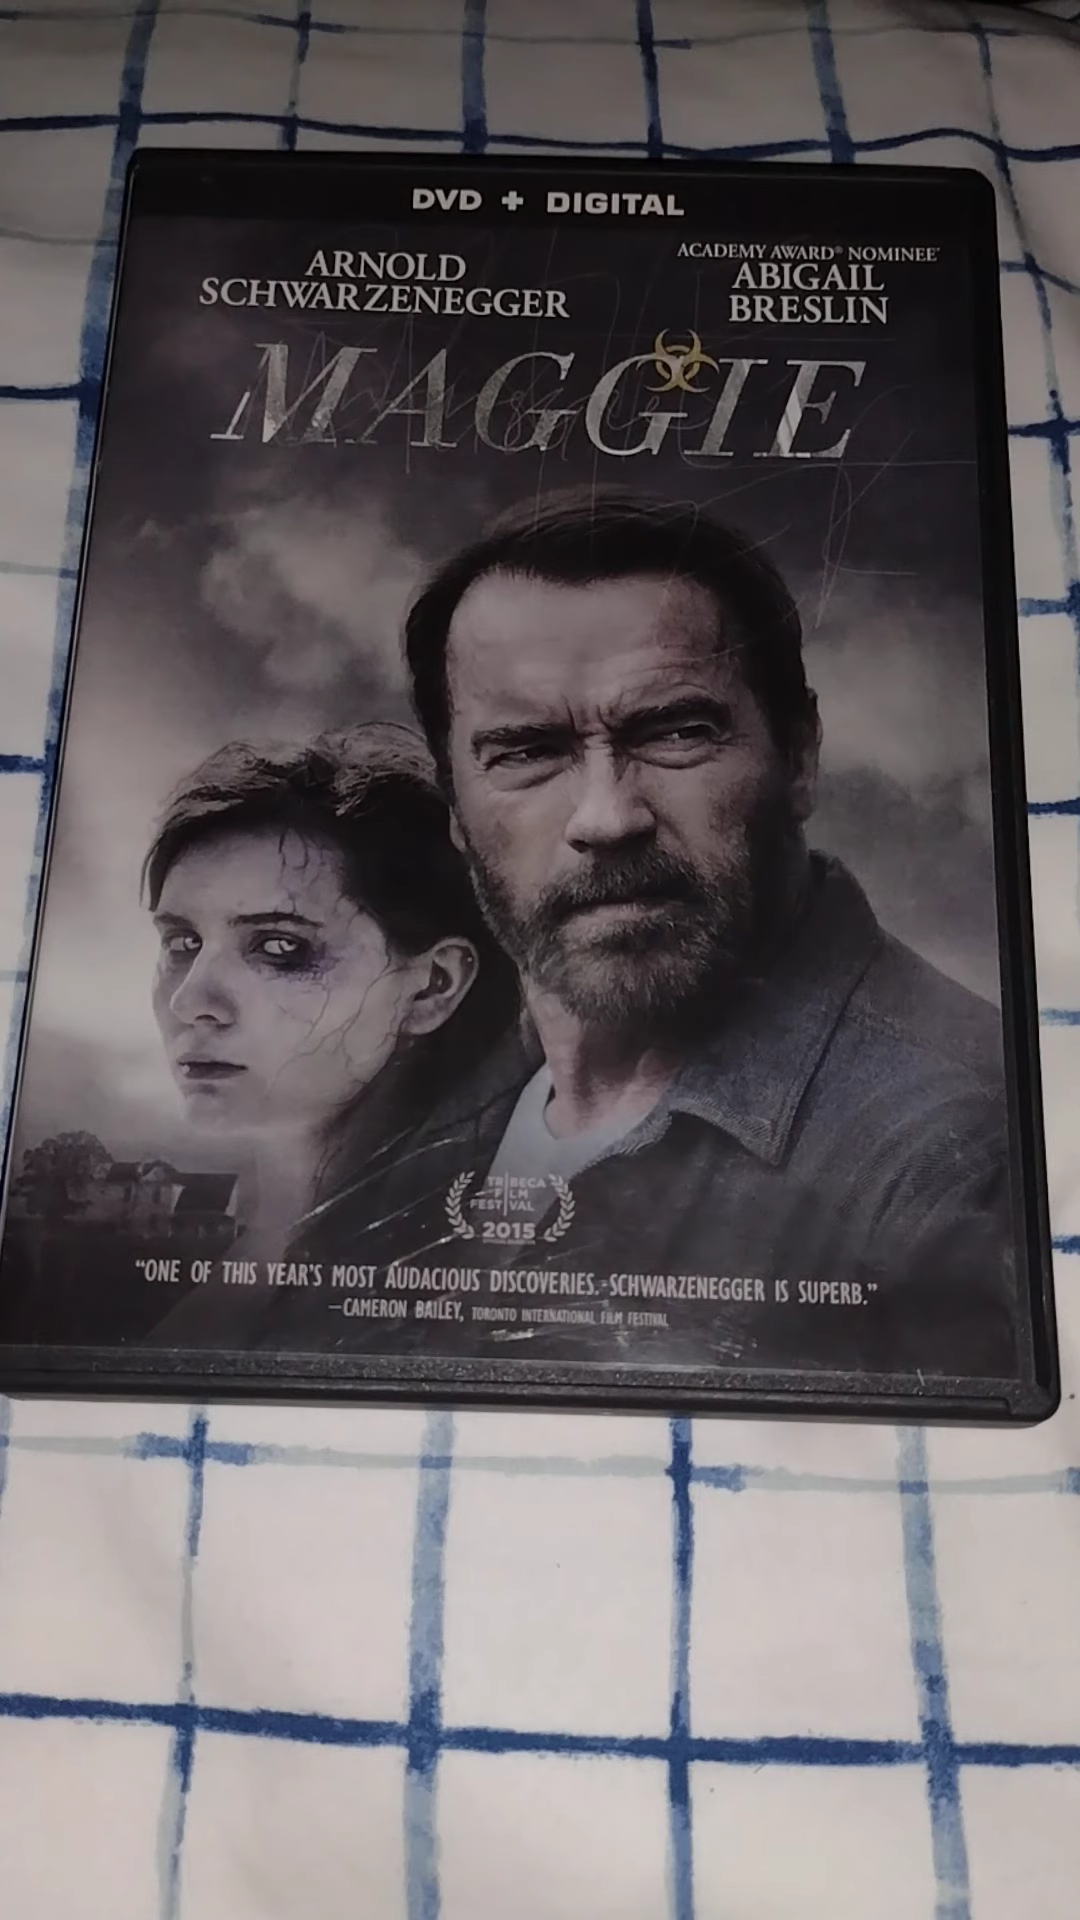 DVD + DIGITAL
ARNOLD
SCHWARZENEGGER
ACADEMY AWARD® NOMINEE
ABIGAIL
BRESLIN
MAGGIE
TRIBECA
FILM
FESTIVAL
2015
“ONE OF THIS YEAR'S MOST AUDACIOUS DISCOVERIES. SCHWARZENEGGER IS SUPERB.”
—CAMERON BAILEY, TORONTO INTERNATIONAL FILM FESTIVAL